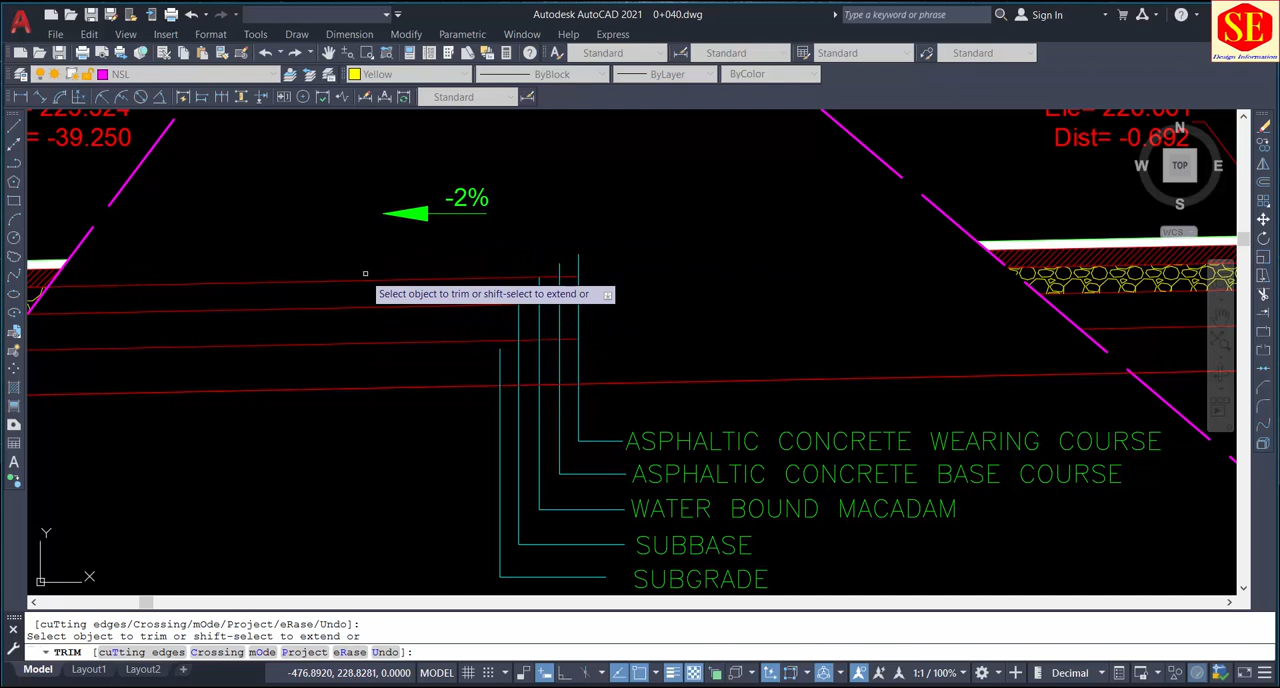 Autodesk AutoCAD 2021 0+040.dwg
Type a keyword or phrase
Sign In
SE
Design Information
File Edit View Insert Format Tools Draw Dimension Modify Parametric Window Help Express
Standard Standard Standard Standard
NSL Yellow ByBlock ByLayer ByColor
Standard
= -39.250
Dist= -0.692
N
W TOP E
S
WCS
-2%
Select object to trim or shift-select to extend or
ASPHALTIC CONCRETE WEARING COURSE
ASPHALTIC CONCRETE BASE COURSE
WATER BOUND MACADAM
SUBBASE
SUBGRADE
Y
X
[cuTting edges/Crossing/mOde/Project/eRase/Undo]:
Select object to trim or shift-select to extend or
TRIM [cuTting edges Crossing mOde Project eRase Undo]:
Model Layout1 Layout2 +
-476.8920, 228.8281, 0.0000 MODEL 1:1 / 100% Decimal